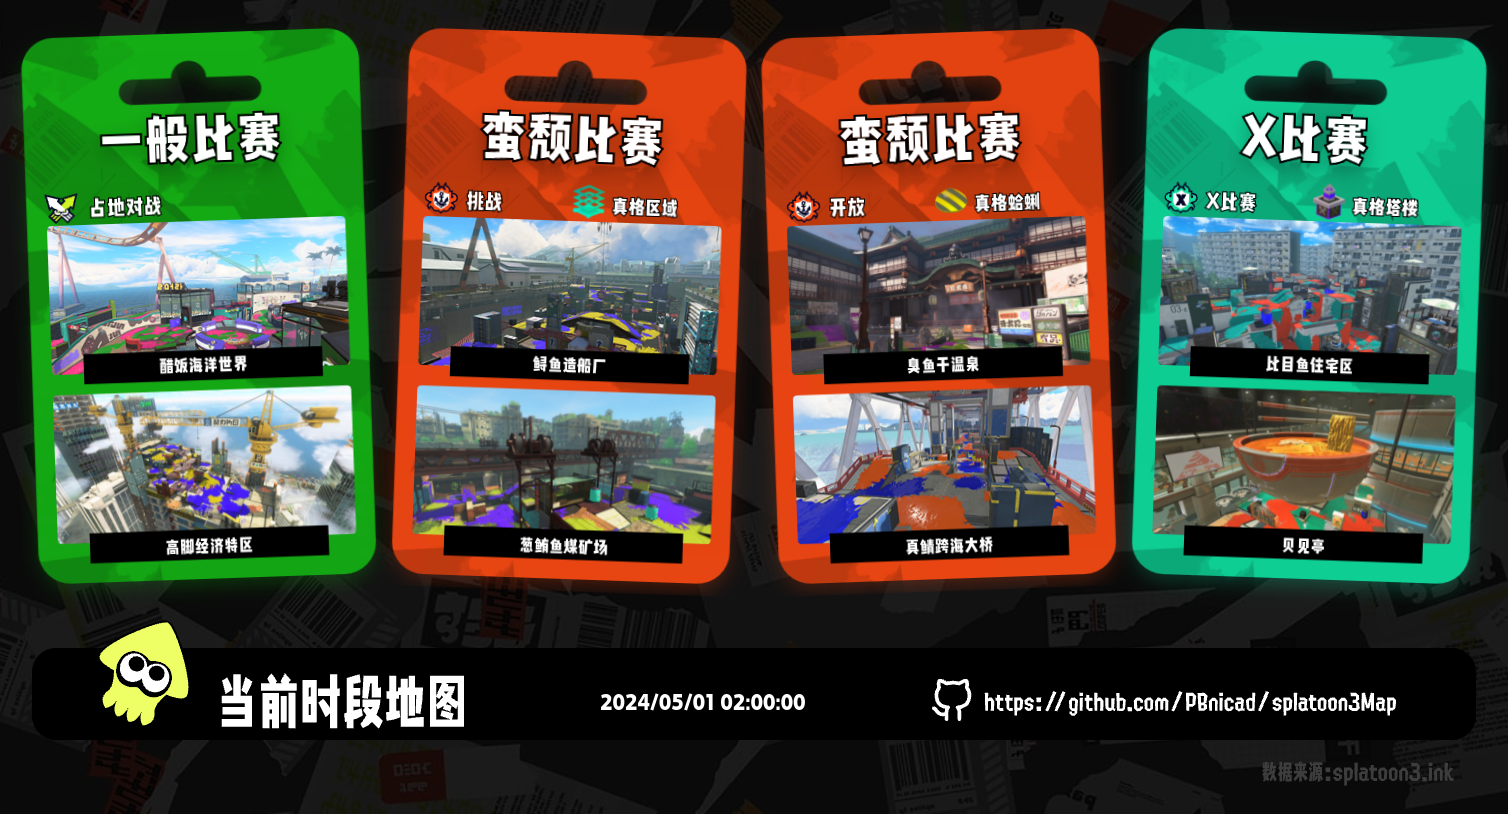 一般比赛
占地对战
醋饭海洋世界
高脚经济特区
蛮颓比赛
挑战
真格区域
鲟鱼造船厂
葱鲔鱼煤矿场
蛮颓比赛
开放
真格蛤蜊
臭鱼干温泉
真鲭跨海大桥
X比赛
X比赛
真格塔楼
比目鱼住宅区
贝见亭
当前时段地图
2024/05/01 02:00:00
https://github.com/PBnicad/splatoon3Map
数据来源:splatoon3.ink